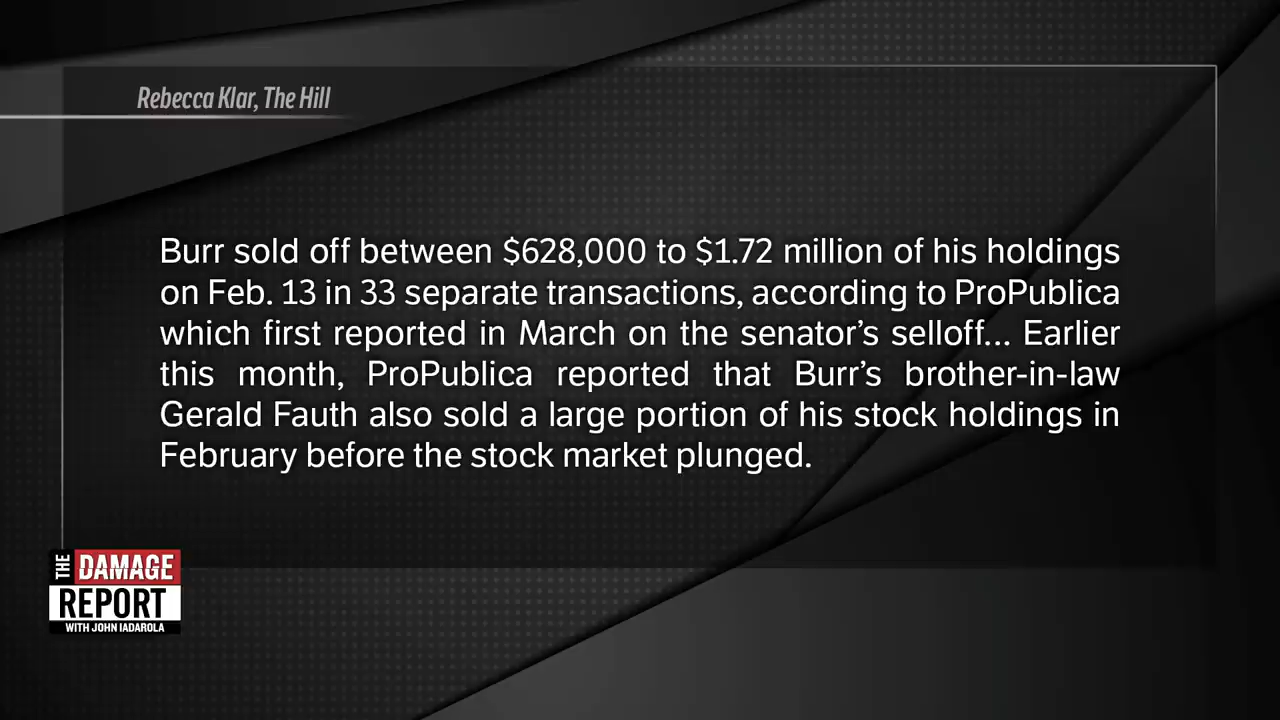 Rebecca Klar, The Hill
Burr sold off between $628,000 to $1.72 million of his holdings
on Feb. 13 in 33 separate transactions, according to ProPublica
which first reported in March on the senator’s selloff... Earlier
this month, ProPublica reported that Burr’s brother-in-law
Gerald Fauth also sold a large portion of his stock holdings in
February before the stock market plunged.
THE DAMAGE
REPORT
WITH JOHN IADAROLA